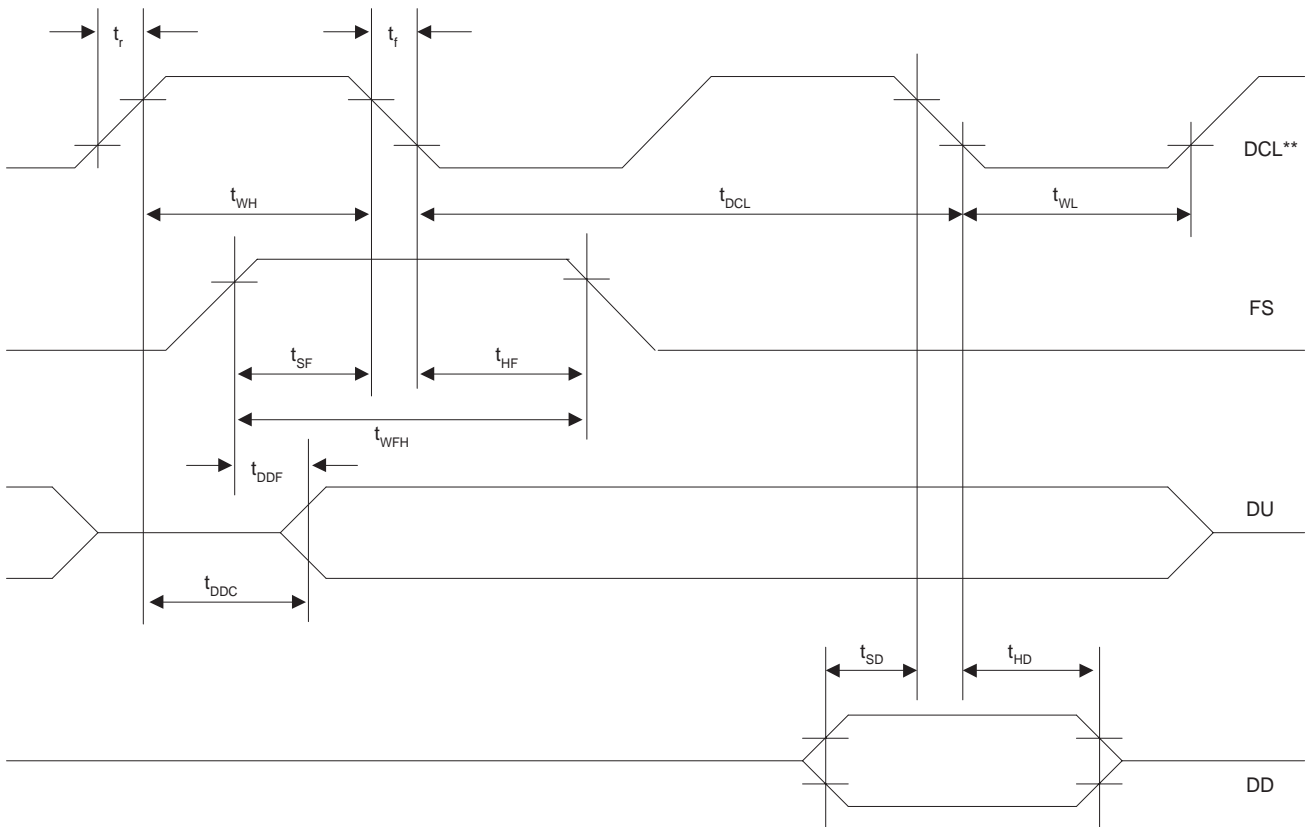 t_r
t_f
DCL**
t_WH
t_DCL
t_WL
FS
t_SF
t_HF
t_WFH
t_DDF
DU
t_DDC
t_SD
t_HD
DD